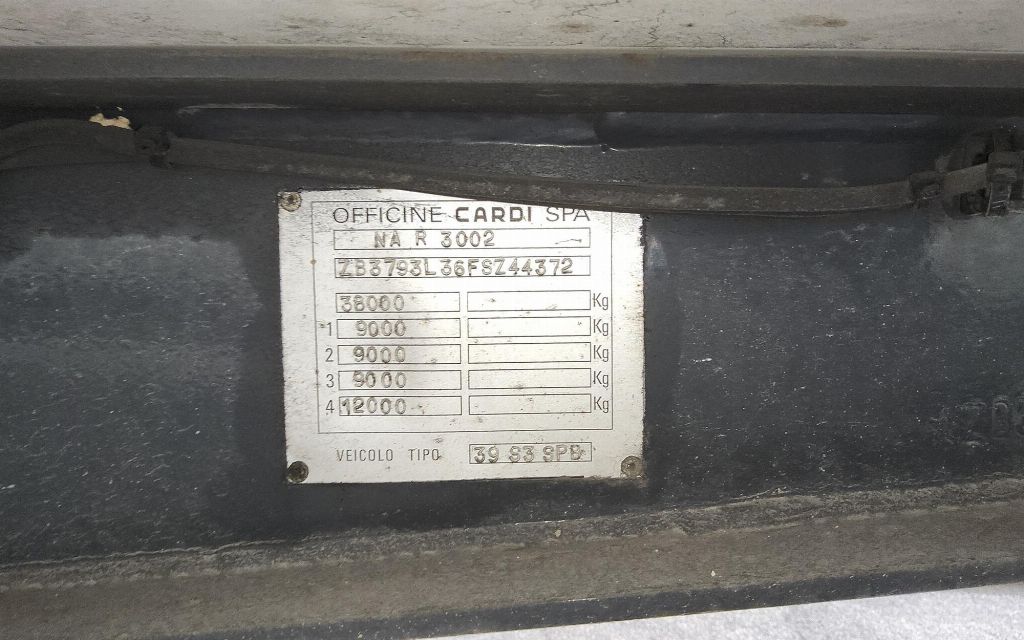 OFFICINE CARDI SPA
NA R 3002
ZB3793L36FSZ44372
38000 Kg
1 9000 Kg
2 9000 Kg
3 9000 Kg
4 12000 Kg
VEICOLO TIPO 39 S3 SPB